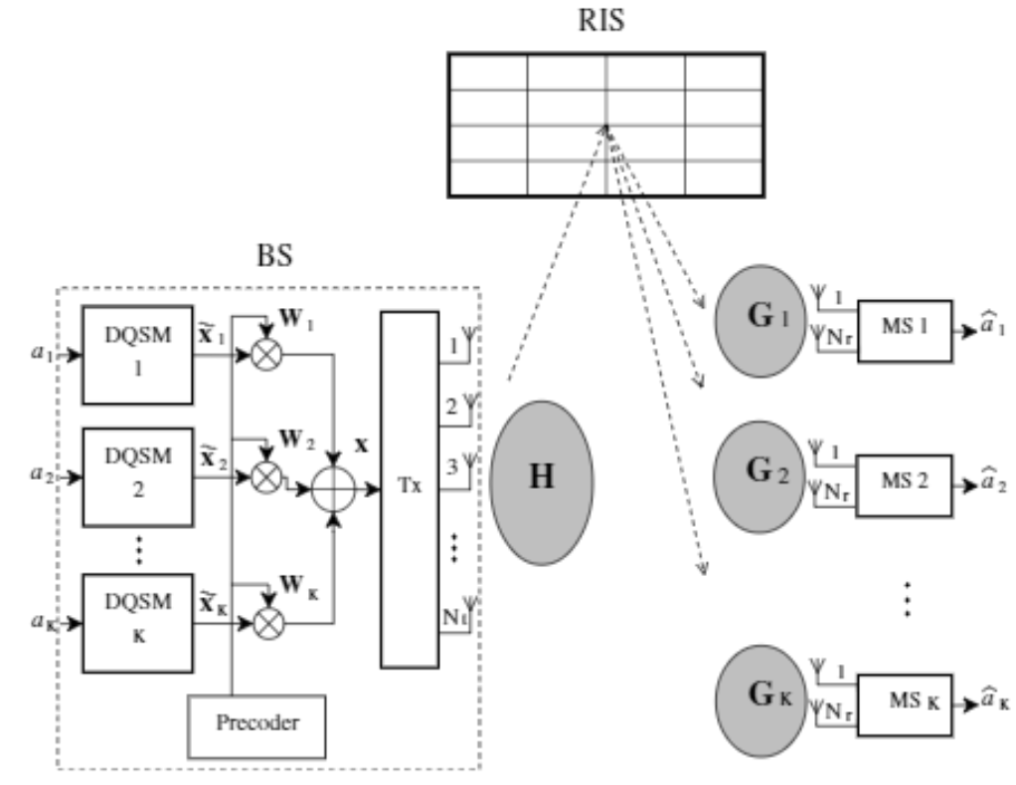 RIS
BS
DQSM
1
a1
x̃1
W1
DQSM
2
a2
x̃2
W2
x
DQSM
K
aK
x̃K
WK
Precoder
Tx
1
2
3
Nt
H
G1
1
Nr
MS 1
â1
G2
1
Nr
MS 2
â2
GK
1
Nr
MS K
âK